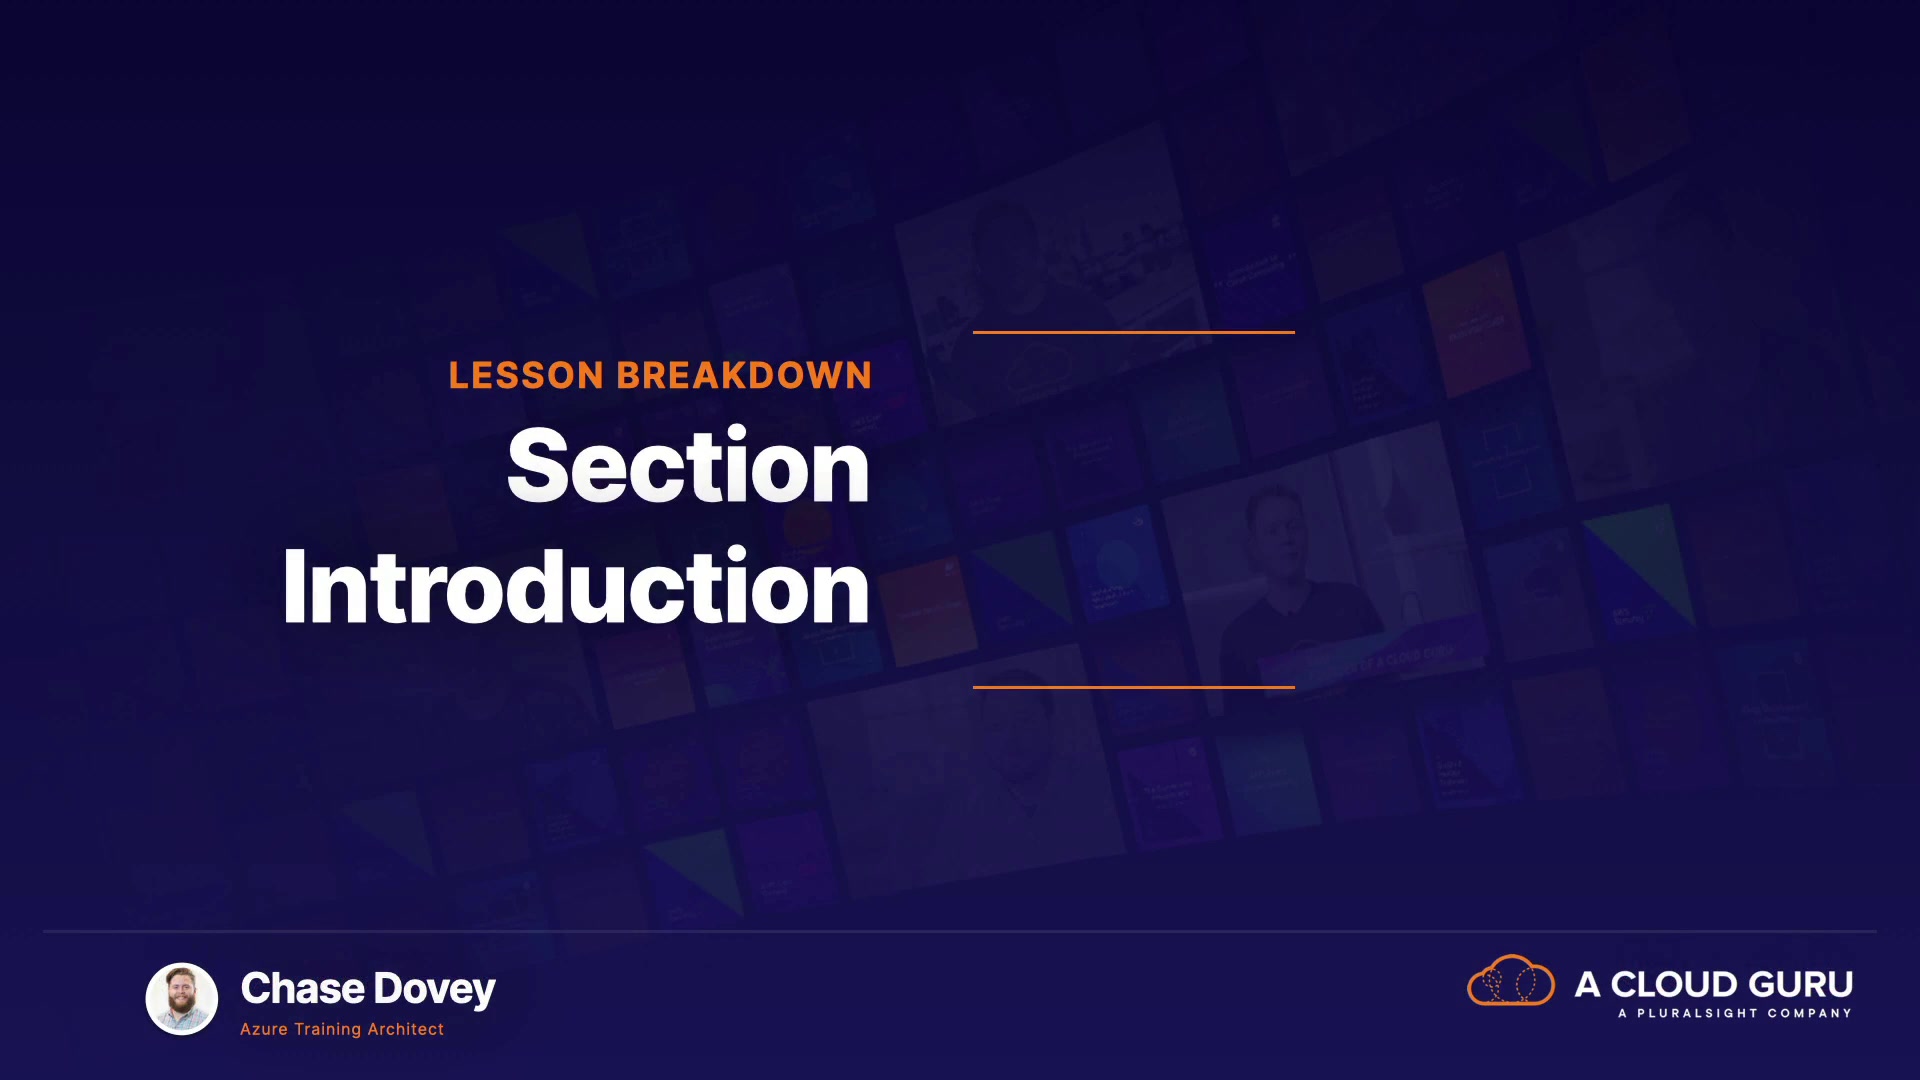 LESSON BREAKDOWN
Section
Introduction
Chase Dovey
Azure Training Architect
A CLOUD GURU
A PLURALSIGHT COMPANY